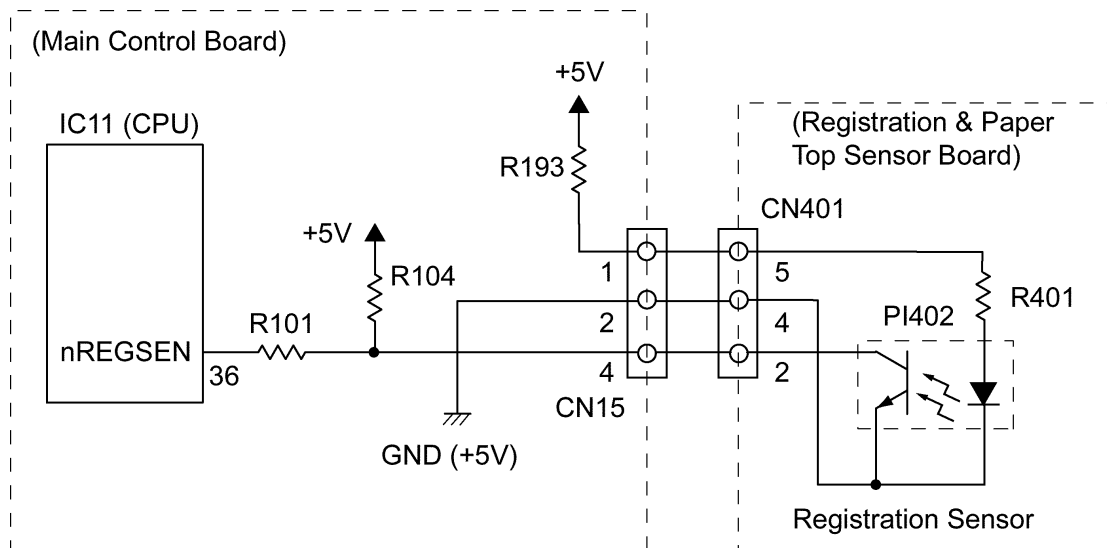 (Main Control Board)
+5V
IC11 (CPU)
(Registration & Paper
Top Sensor Board)
R193
CN401
+5V
1
5
R104
R401
2
4
PI402
R101
nREGSEN
36
4
2
CN15
GND (+5V)
Registration Sensor